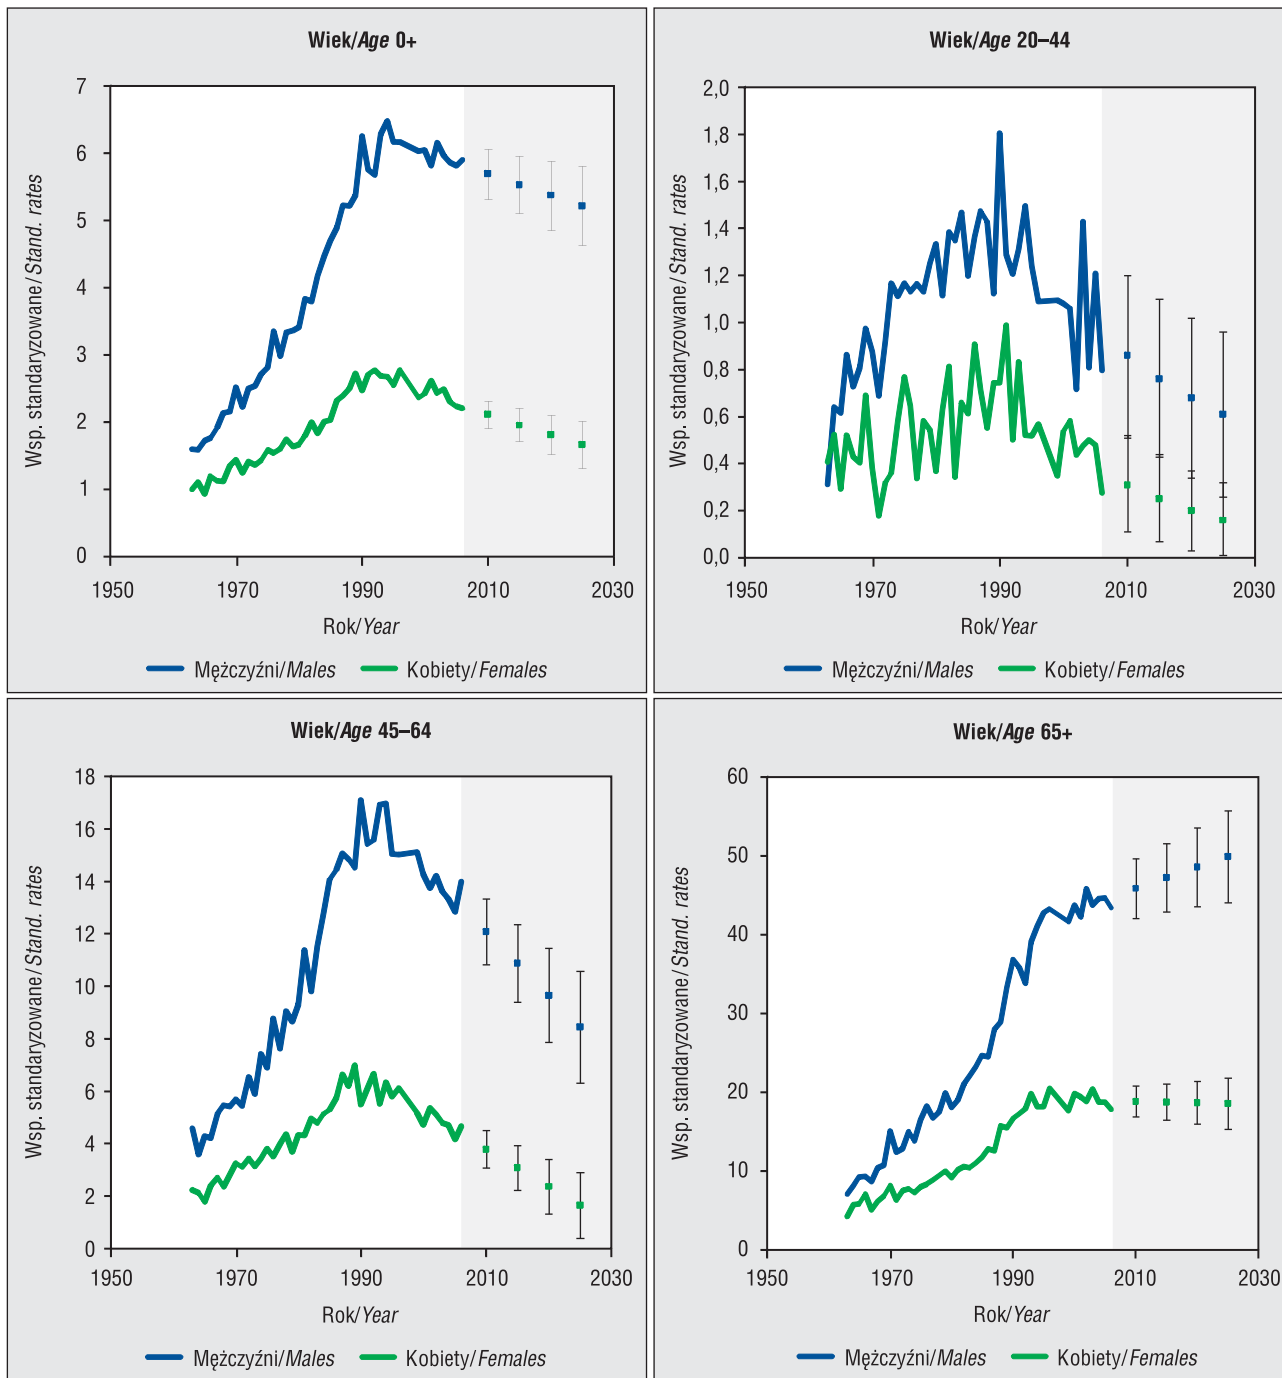 Wiek/Age 0+
Wsp. standaryzowane/Stand. rates
7
6
5
4
3
2
1
0
1950 1970 1990 2010 2030
Rok/Year
Mężczyźni/Males Kobiety/Females
Wiek/Age 20–44
Wsp. standaryzowane/Stand. rates
2,0
1,8
1,6
1,4
1,2
1,0
0,8
0,6
0,4
0,2
0,0
1950 1970 1990 2010 2030
Rok/Year
Mężczyźni/Males Kobiety/Females
Wiek/Age 45–64
Wsp. standaryzowane/Stand. rates
18
16
14
12
10
8
6
4
2
0
1950 1970 1990 2010 2030
Rok/Year
Mężczyźni/Males Kobiety/Females
Wiek/Age 65+
Wsp. standaryzowane/Stand. rates
60
50
40
30
20
10
0
1950 1970 1990 2010 2030
Rok/Year
Mężczyźni/Males Kobiety/Females